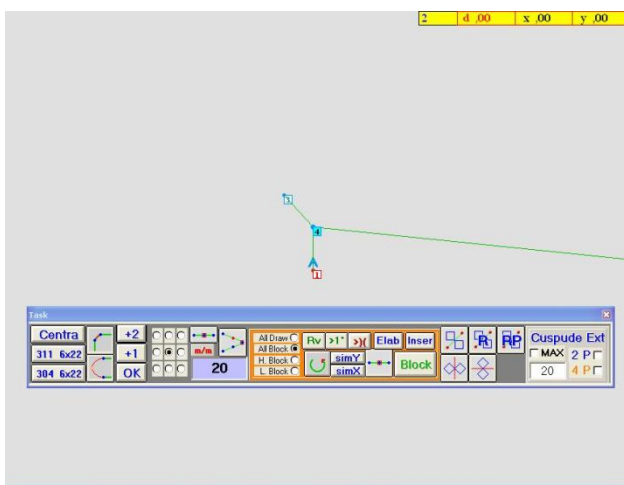 2 d ,00 x ,00 y ,00
3
4
1
Task
Centra +2 All Draw Rv >1° >)( Elab Inser R RP Cuspude Ext
311 6x22 +1 m/m All Block MAX 2 P
H. Block simY Block
304 6x22 OK 20 L. Block simX 20 4 P